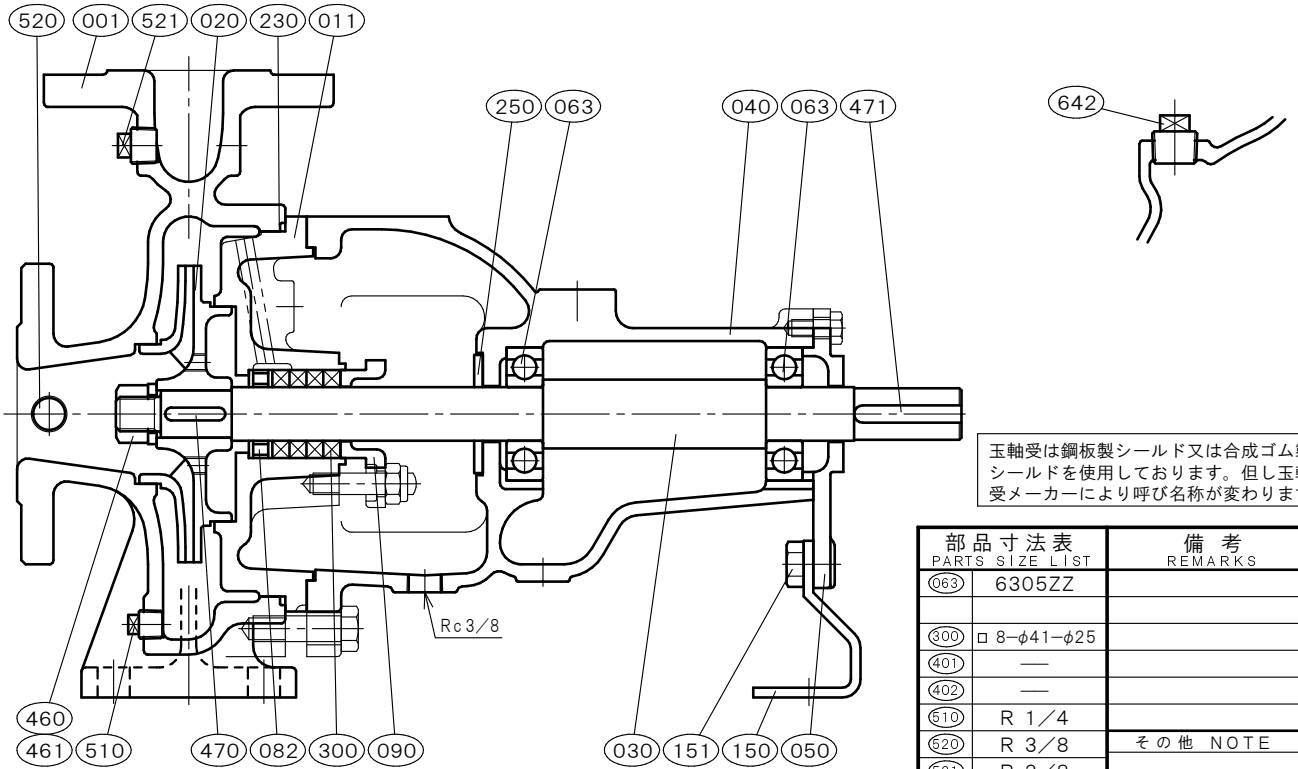 520 001 521 020 230 011
250 063 040 063 471
642
玉軸受は鋼板製シールド又は合成ゴム
シールドを使用しております。但し玉
受メーカーにより呼び名称が変わりま
Rc3/8
部品寸法表 備考
PARTS SIZE LIST REMARKS
063 6305ZZ
300 □ 8-φ41-φ25
401 —
402 —
510 R 1/4
520 R 3/8 その他 NOTE
460
461 510 470 082 300 090 030 151 150 050